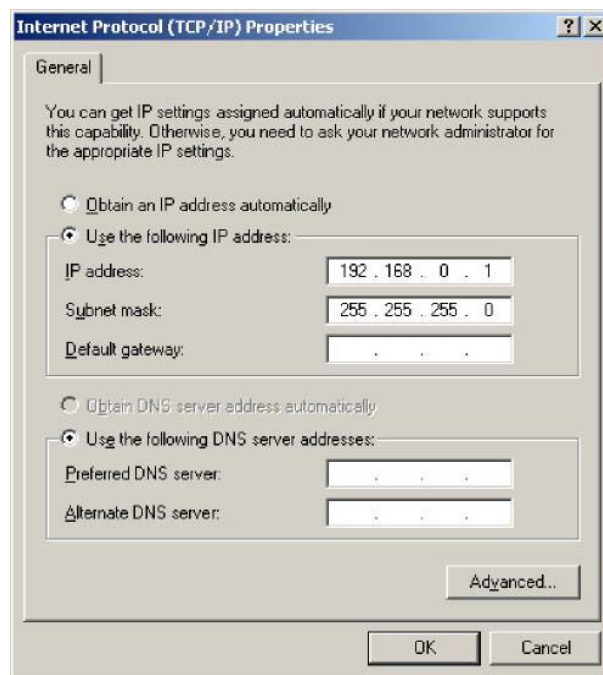 Internet Protocol (TCP/IP) Properties
General
You can get IP settings assigned automatically if your network supports
this capability. Otherwise, you need to ask your network administrator for
the appropriate IP settings.
Obtain an IP address automatically
Use the following IP address:
IP address: 192 . 168 . 0 . 1
Subnet mask: 255 . 255 . 255 . 0
Default gateway: . . .
Obtain DNS server address automatically
Use the following DNS server addresses:
Preferred DNS server: . . .
Alternate DNS server: . . .
Advanced...
OK Cancel